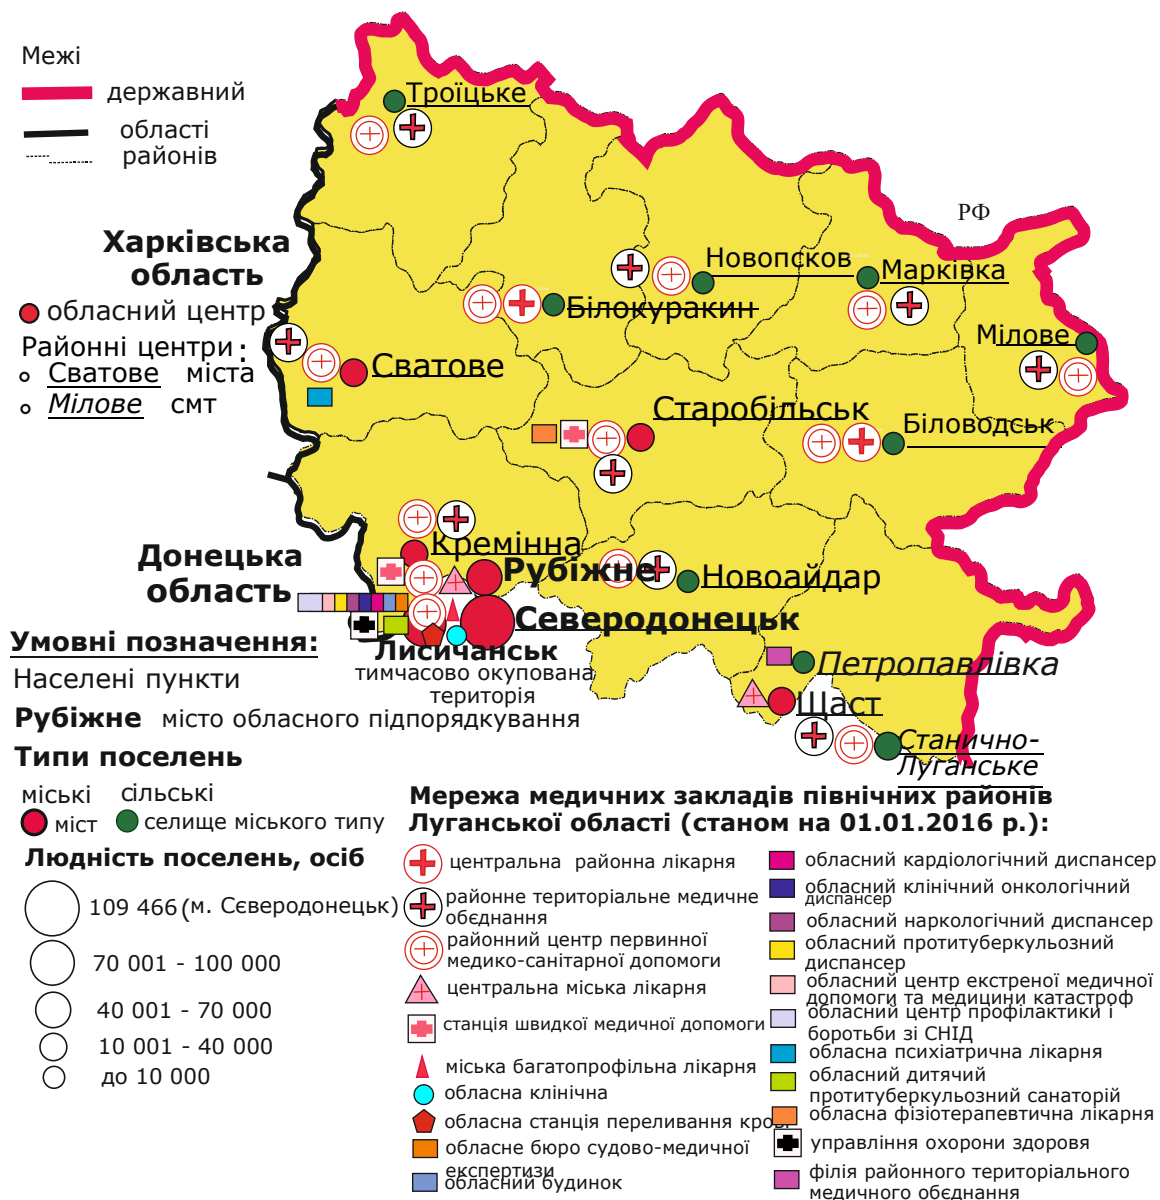 Межі
державний
області
районів
Харківська
область
обласний центр
Районні центри :
Сватове міста
Мілове смт
Донецька
область
Троїцьке
РФ
Новопсков
Марківка
Білокуракин
Мілове
Сватове
Старобільськ
Біловодськ
Кремінна
Рубіжне
Новоайдар
Северодонецьк
Лисичанськ
тимчасово окупована
територія
Петропавлівка
Щаст
Станично-
Луганське
Умовні позначення:
Населені пункти
Рубіжне місто обласного підпорядкування
Типи поселень
міські сільські
міст селище міського типу
Людність поселень, осіб
109 466 (м. Сєверодонецьк)
70 001 - 100 000
40 001 - 70 000
10 001 - 40 000
до 10 000
Мережа медичних закладів північних районів
Луганської області (станом на 01.01.2016 р.):
центральна районна лікарня
районне територіальне медичне
обєднання
районний центр первинної
медико-санітарної допомоги
центральна міська лікарня
станція швидкої медичної допомоги
міська багатопрофільна лікарня
обласна клінічна
обласна станція переливання крові
обласне бюро судово-медичної
експертизи
обласний будинок
обласний кардіологічний диспансер
обласний клінічний онкологічний
диспансер
обласний наркологічний диспансер
обласний протитуберкульозний
диспансер
обласний центр екстреної медичної
допомоги та медицини катастроф
обласний центр профілактики і
боротьби зі СНІД
обласна психіатрична лікарня
обласний дитячий
протитуберкульозний санаторій
обласна фізіотерапевтична лікарня
управління охорони здоровя
філія районного територіального
медичного обєднання